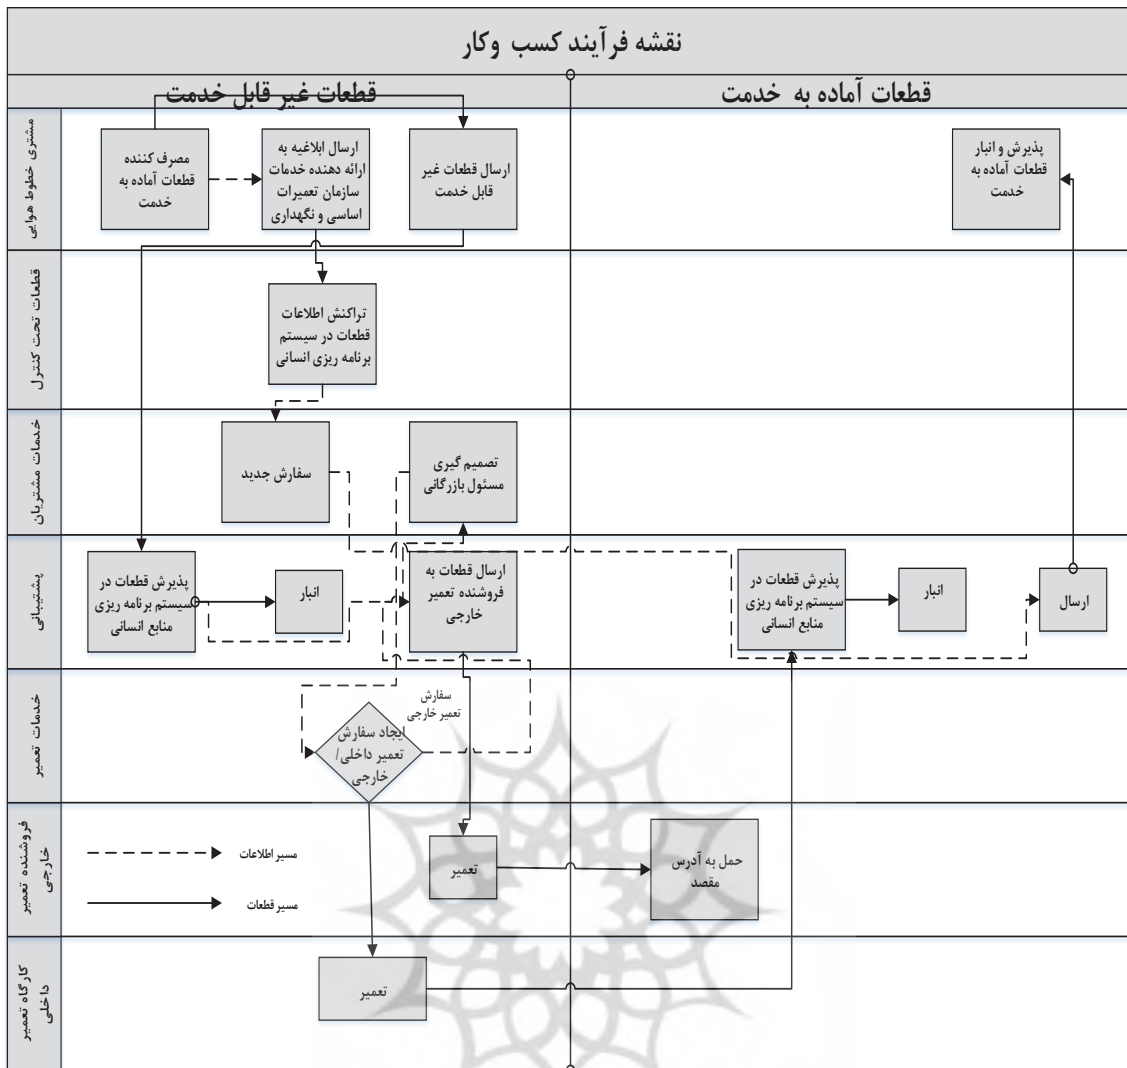 نقشه فرآیند کسب وکار
قطعات آماده به خدمت
قطعات غیر قابل خدمت
مشتری خطوط هوایی
مصرف کننده
قطعات آماده به
خدمت
ارسال ابلاغیه به
ارائه دهنده خدمات
سازمان تعمیرات
اساسی و نگهداری
ارسال قطعات غیر
قابل خدمت
پذیرش و انبار
قطعات آماده به
خدمت
قطعات تحت کنترل
تراکنش اطلاعات
قطعات در سیستم
برنامه ریزی انسانی
خدمات مشتریان
سفارش جدید
تصمیم گیری
مسئول بازرگانی
پشتیبانی
پذیرش قطعات در
سیستم برنامه ریزی
منابع انسانی
انبار
ارسال قطعات به
فروشنده تعمیر
خارجی
پذیرش قطعات در
سیستم برنامه ریزی
منابع انسانی
انبار
ارسال
خدمات تعمیر
ایجاد سفارش
تعمیر داخلی/
خارجی
سفارش
تعمیر خارجی
فروشنده تعمیر
خارجی
مسیر اطلاعات
مسیر قطعات
تعمیر
حمل به آدرس
مقصد
کارگاه تعمیر
داخلی
تعمیر